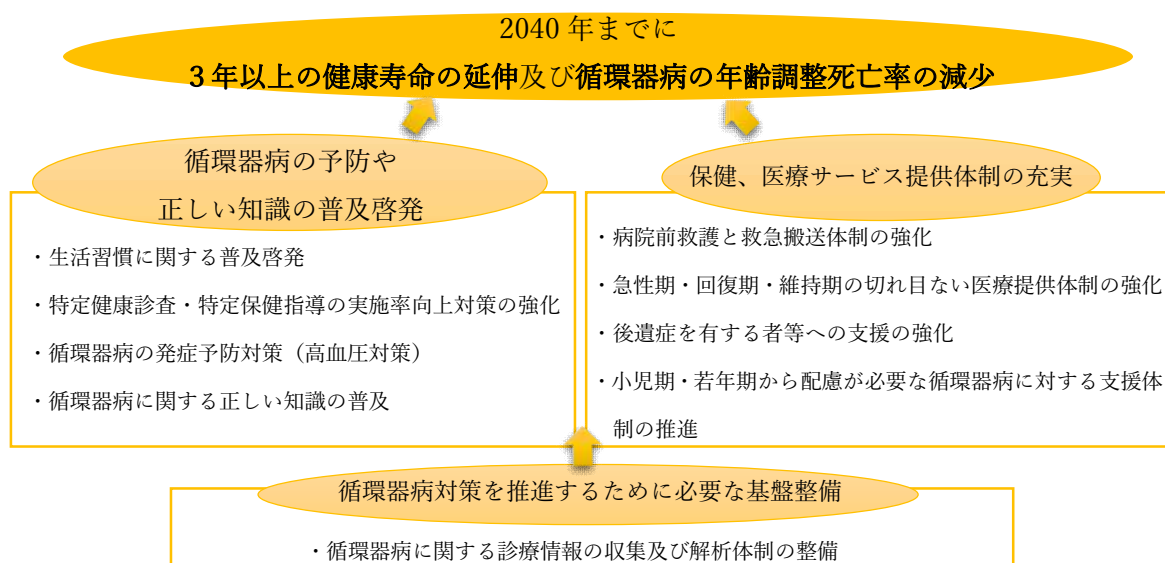 2040 年までに
３年以上の健康寿命の延伸及び循環器病の年齢調整死亡率の減少
循環器病の予防や
正しい知識の普及啓発
・生活習慣に関する普及啓発
・特定健康診査・特定保健指導の実施率向上対策の強化
・循環器病の発症予防対策（高血圧対策）
・循環器病に関する正しい知識の普及
保健、医療サービス提供体制の充実
・病院前救護と救急搬送体制の強化
・急性期・回復期・維持期の切れ目ない医療提供体制の強化
・後遺症を有する者等への支援の強化
・小児期・若年期から配慮が必要な循環器病に対する支援体
制の推進
循環器病対策を推進するために必要な基盤整備
・循環器病に関する診療情報の収集及び解析体制の整備